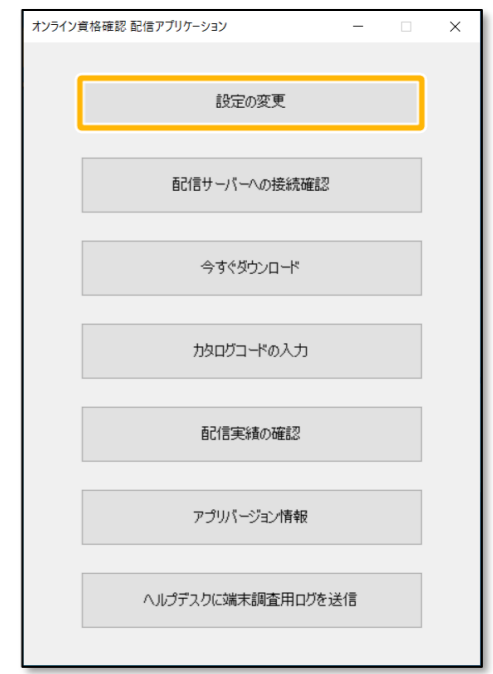 オンライン資格確認 配信アプリケーション
設定の変更
配信サーバーへの接続確認
今すぐダウンロード
カタログコードの入力
配信実績の確認
アプリバージョン情報
ヘルプデスクに端末調査用ログを送信